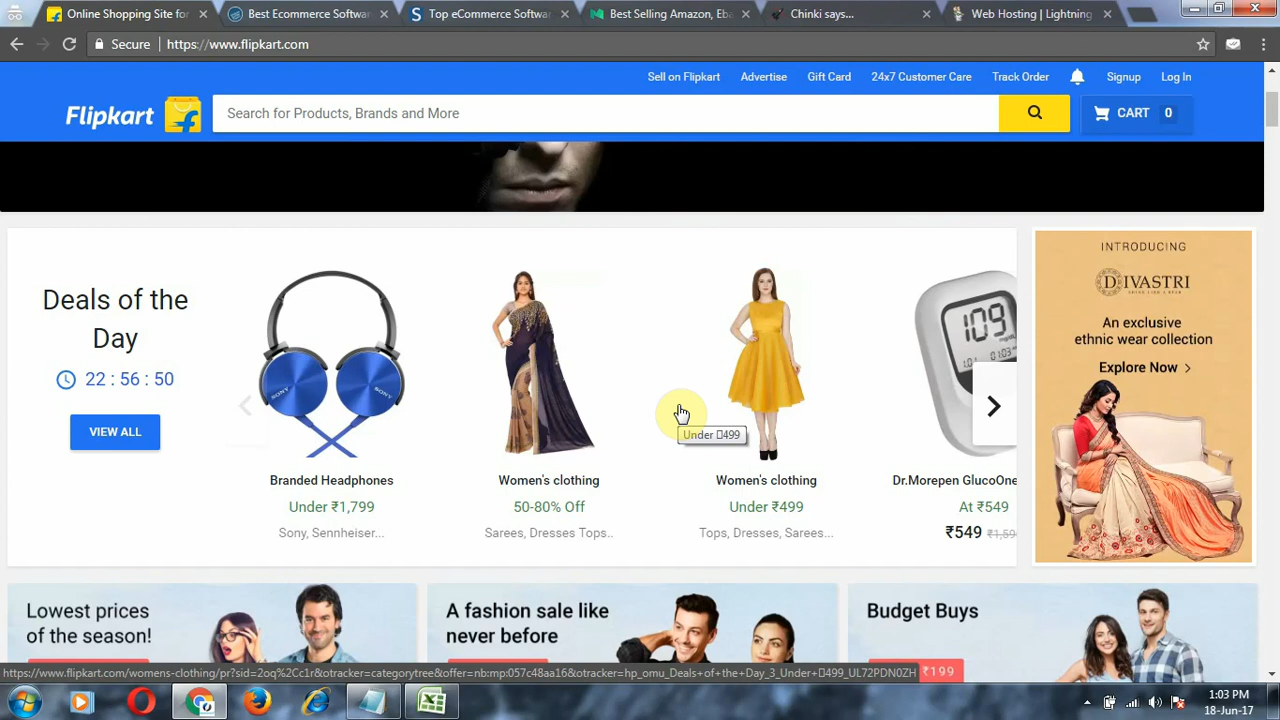 Online Shopping Site for
Best Ecommerce Softwa
Top eCommerce Softwa
Best Selling Amazon, Eba
Chinki says...
Web Hosting | Lightning
Secure
https://www.flipkart.com
Sell on Flipkart
Advertise
Gift Card
24x7 Customer Care
Track Order
Signup
Log In
Flipkart
Search for Products, Brands and More
CART 0
Deals of the
Day
22 : 56 : 50
VIEW ALL
SONY
SONY
Branded Headphones
Under ₹1,799
Sony, Sennheiser...
Women's clothing
50-80% Off
Sarees, Dresses Tops..
Under ▯499
Women's clothing
Under ₹499
Tops, Dresses, Sarees...
109
Dr.Morepen GlucoOne
At ₹549
₹549 ₹1,59
INTRODUCING
DIVASTRI
An exclusive
ethnic wear collection
Explore Now
Lowest prices
of the season!
A fashion sale like
never before
Budget Buys
₹199
https://www.flipkart.com/womens-clothing/pr?sid=2oq%2Cc1r&otracker=categorytree&offer=nb:mp:057c48aa16&otracker=hp_omu_Deals+of+the+Day_3_Under+▯499_UL72PDN0ZH
1:03 PM
18-Jun-17